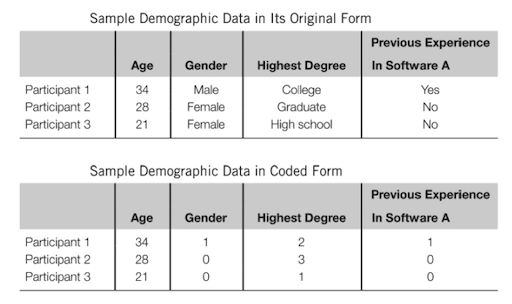 Sample Demographic Data in Its Original Form
Previous Experience
Age Gender Highest Degree In Software A
Participant 1 34 Male College Yes
Participant 2 28 Female Graduate No
Participant 3 21 Female High school No
Sample Demographic Data in Coded Form
Previous Experience
Age Gender Highest Degree In Software A
Participant 1 34 1 2 1
Participant 2 28 0 3 0
Participant 3 21 0 1 0